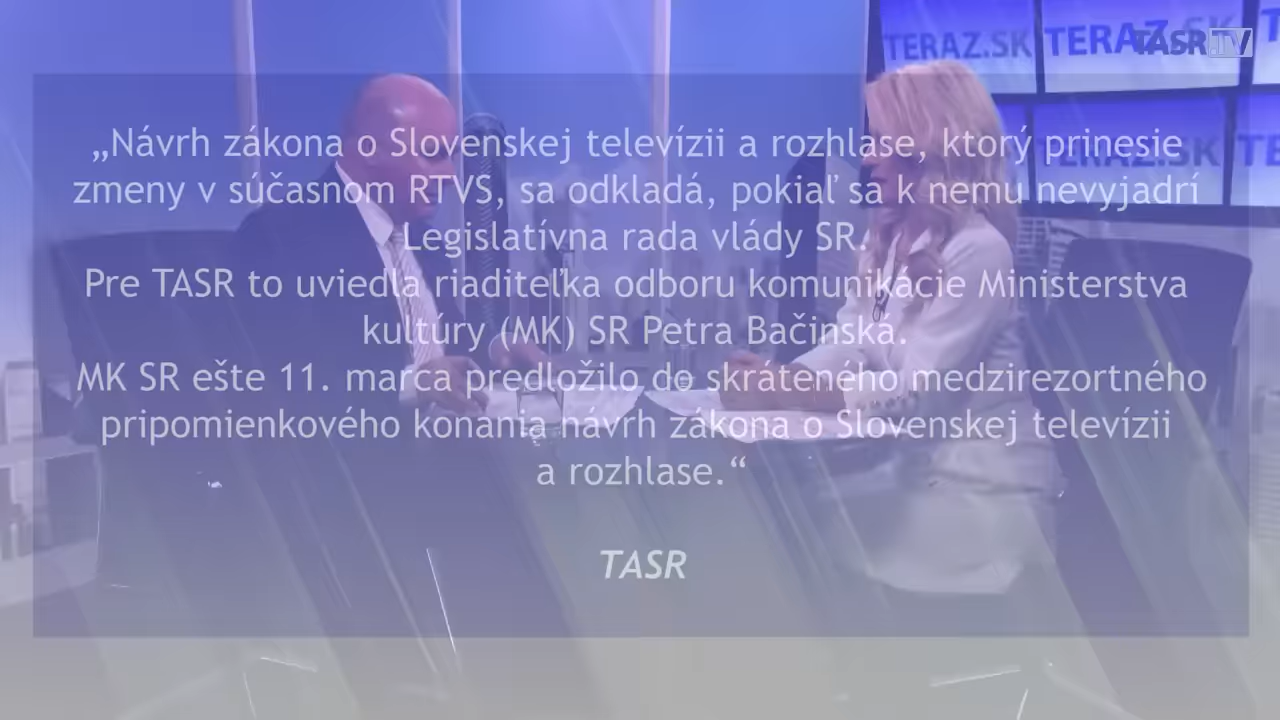 TERAZ.SK
TERAZ.SK
TASR.TV
„Návrh zákona o Slovenskej televízii a rozhlase, ktorý prinesie
zmeny v súčasnom RTVS, sa odkladá, pokiaľ sa k nemu nevyjadrí
Legislatívna rada vlády SR.
Pre TASR to uviedla riaditeľka odboru komunikácie Ministerstva
kultúry (MK) SR Petra Bačinská.
MK SR ešte 11. marca predložilo do skráteného medzirezortného
pripomienkového konania návrh zákona o Slovenskej televízii
a rozhlase.“
TASR
TERAZ.SK